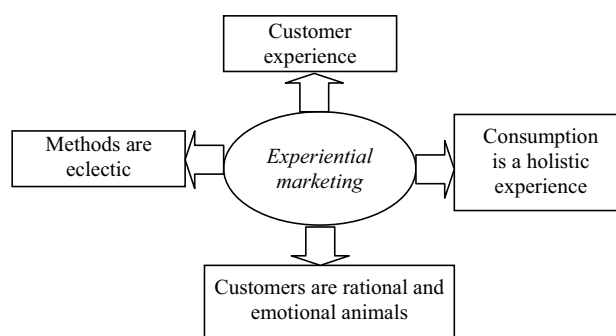 Customer
experience
Methods are
eclectic
Experiential
marketing
Consumption
is a holistic
experience
Customers are rational and
emotional animals